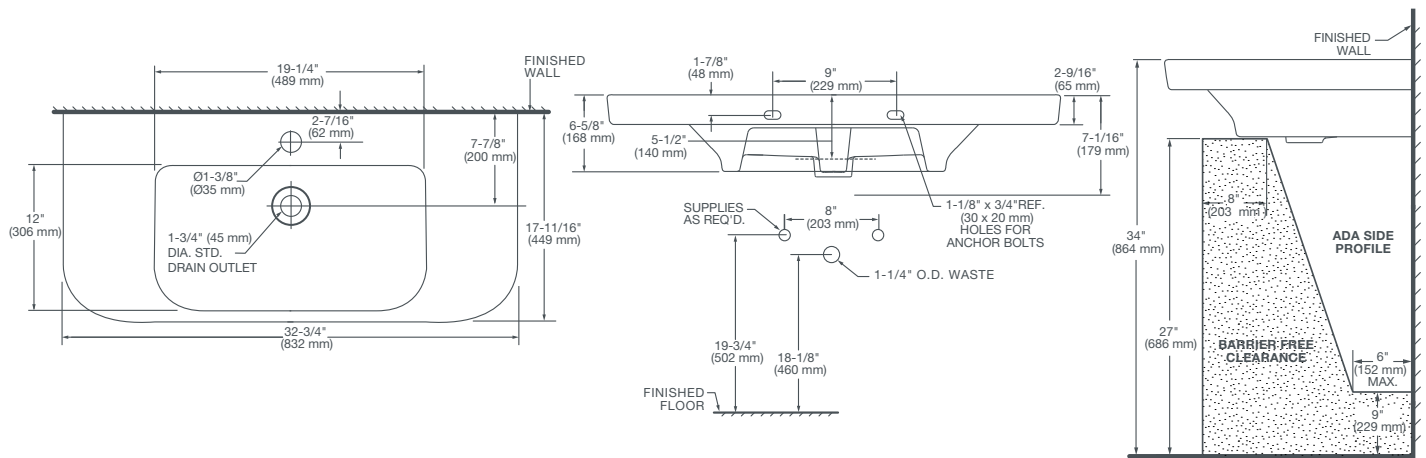 19-1/4"
(489 mm)
FINISHED
WALL
2-7/16"
(62 mm)
7-7/8"
(200 mm)
Ø1-3/8"
(Ø35 mm)
12"
(306 mm)
1-3/4" (45 mm)
DIA. STD.
DRAIN OUTLET
17-11/16"
(449 mm)
32-3/4"
(832 mm)
1-7/8"
(48 mm)
9"
(229 mm)
2-9/16"
(65 mm)
6-5/8"
(168 mm)
5-1/2"
(140 mm)
7-1/16"
(179 mm)
SUPPLIES
AS REQ'D.
8"
(203 mm)
1-1/8" x 3/4"REF.
(30 x 20 mm)
HOLES FOR
ANCHOR BOLTS
1-1/4" O.D. WASTE
19-3/4"
(502 mm)
18-1/8"
(460 mm)
FINISHED
FLOOR
FINISHED
WALL
8"
(203 mm)
34"
(864 mm)
ADA SIDE
PROFILE
27"
(686 mm)
BARRIER FREE
CLEARANCE
6"
(152 mm)
MAX.
9"
(229 mm)